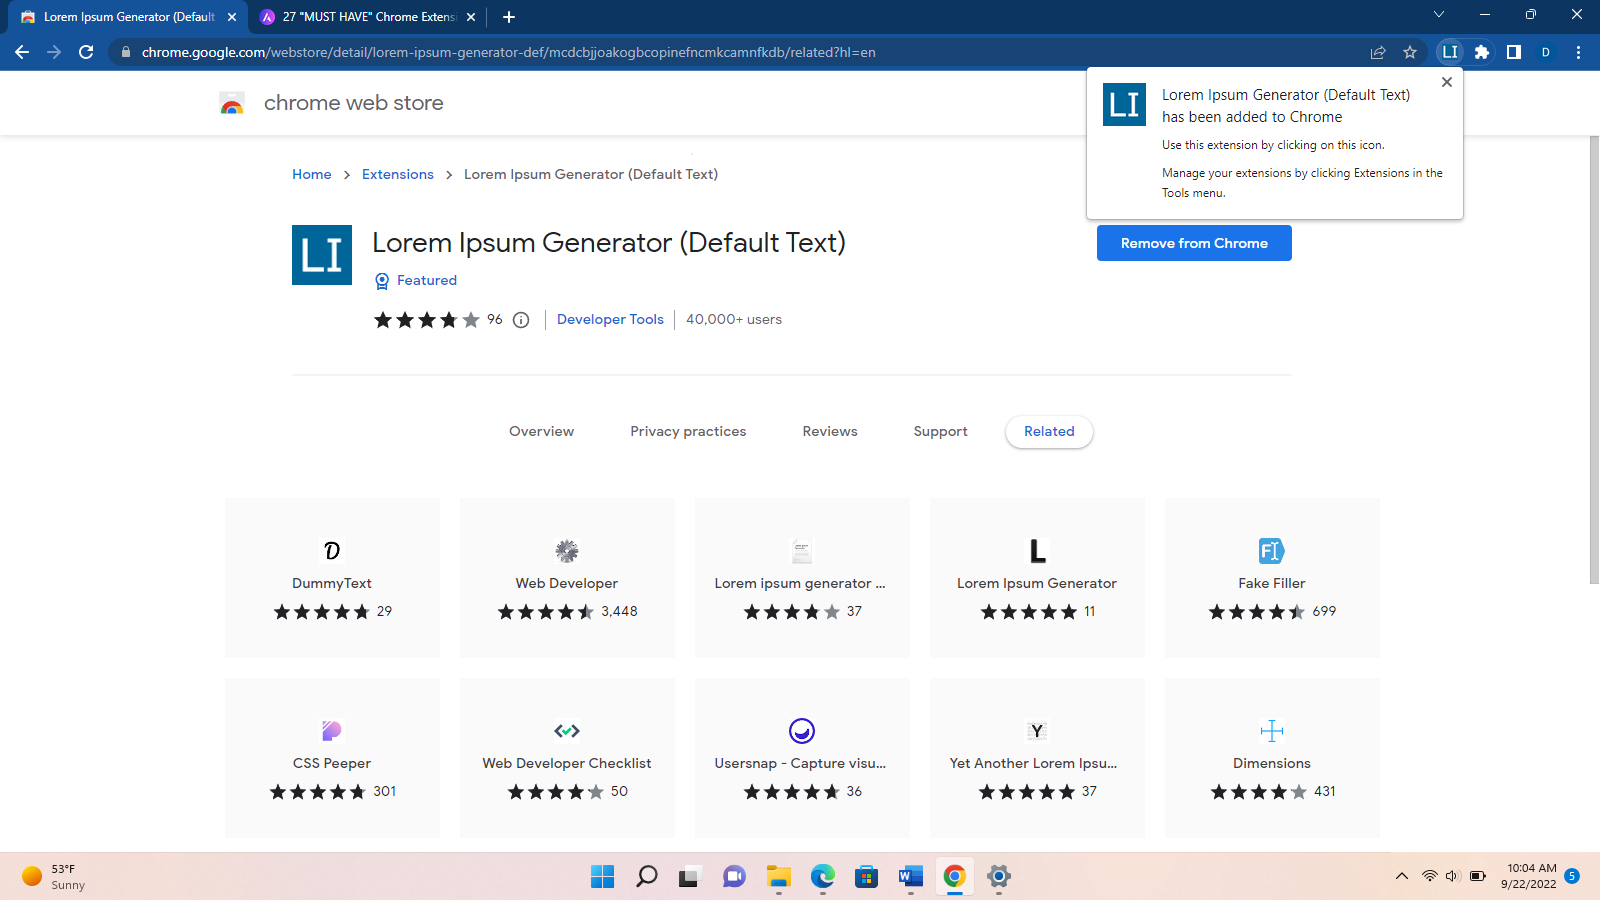 Lorem Ipsum Generator (Default
27 "MUST HAVE" Chrome Extensi
chrome.google.com/webstore/detail/lorem-ipsum-generator-def/mcdcbjjoakogbcopinefncmkcamnfkdb/related?hl=en
LI
D
chrome web store
LI
Lorem Ipsum Generator (Default Text)
has been added to Chrome
Use this extension by clicking on this icon.
Manage your extensions by clicking Extensions in the
Tools menu.
Home > Extensions > Lorem Ipsum Generator (Default Text)
LI
Lorem Ipsum Generator (Default Text)
Remove from Chrome
Featured
96
Developer Tools
40,000+ users
Overview
Privacy practices
Reviews
Support
Related
D
L
FI
DummyText
Web Developer
Lorem ipsum generator ...
Lorem Ipsum Generator
Fake Filler
29
3,448
37
11
699
Y
CSS Peeper
Web Developer Checklist
Usersnap - Capture visu...
Yet Another Lorem Ipsu...
Dimensions
301
50
36
37
431
53°F
Sunny
W
10:04 AM
9/22/2022
5